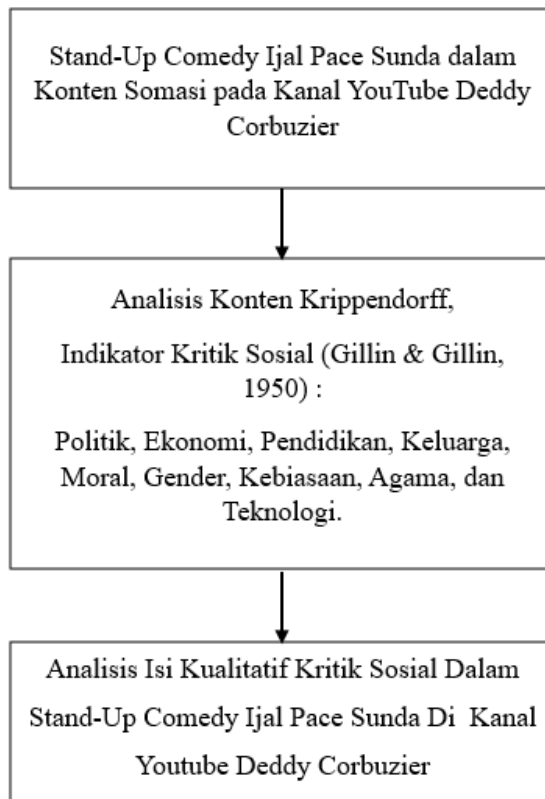 Stand-Up Comedy Ijal Pace Sunda dalam
Konten Somasi pada Kanal YouTube Deddy
Corbuzier
Analisis Konten Krippendorff,
Indikator Kritik Sosial (Gillin & Gillin,
1950) :
Politik, Ekonomi, Pendidikan, Keluarga,
Moral, Gender, Kebiasaan, Agama, dan
Teknologi.
Analisis Isi Kualitatif Kritik Sosial Dalam
Stand-Up Comedy Ijal Pace Sunda Di Kanal
Youtube Deddy Corbuzier